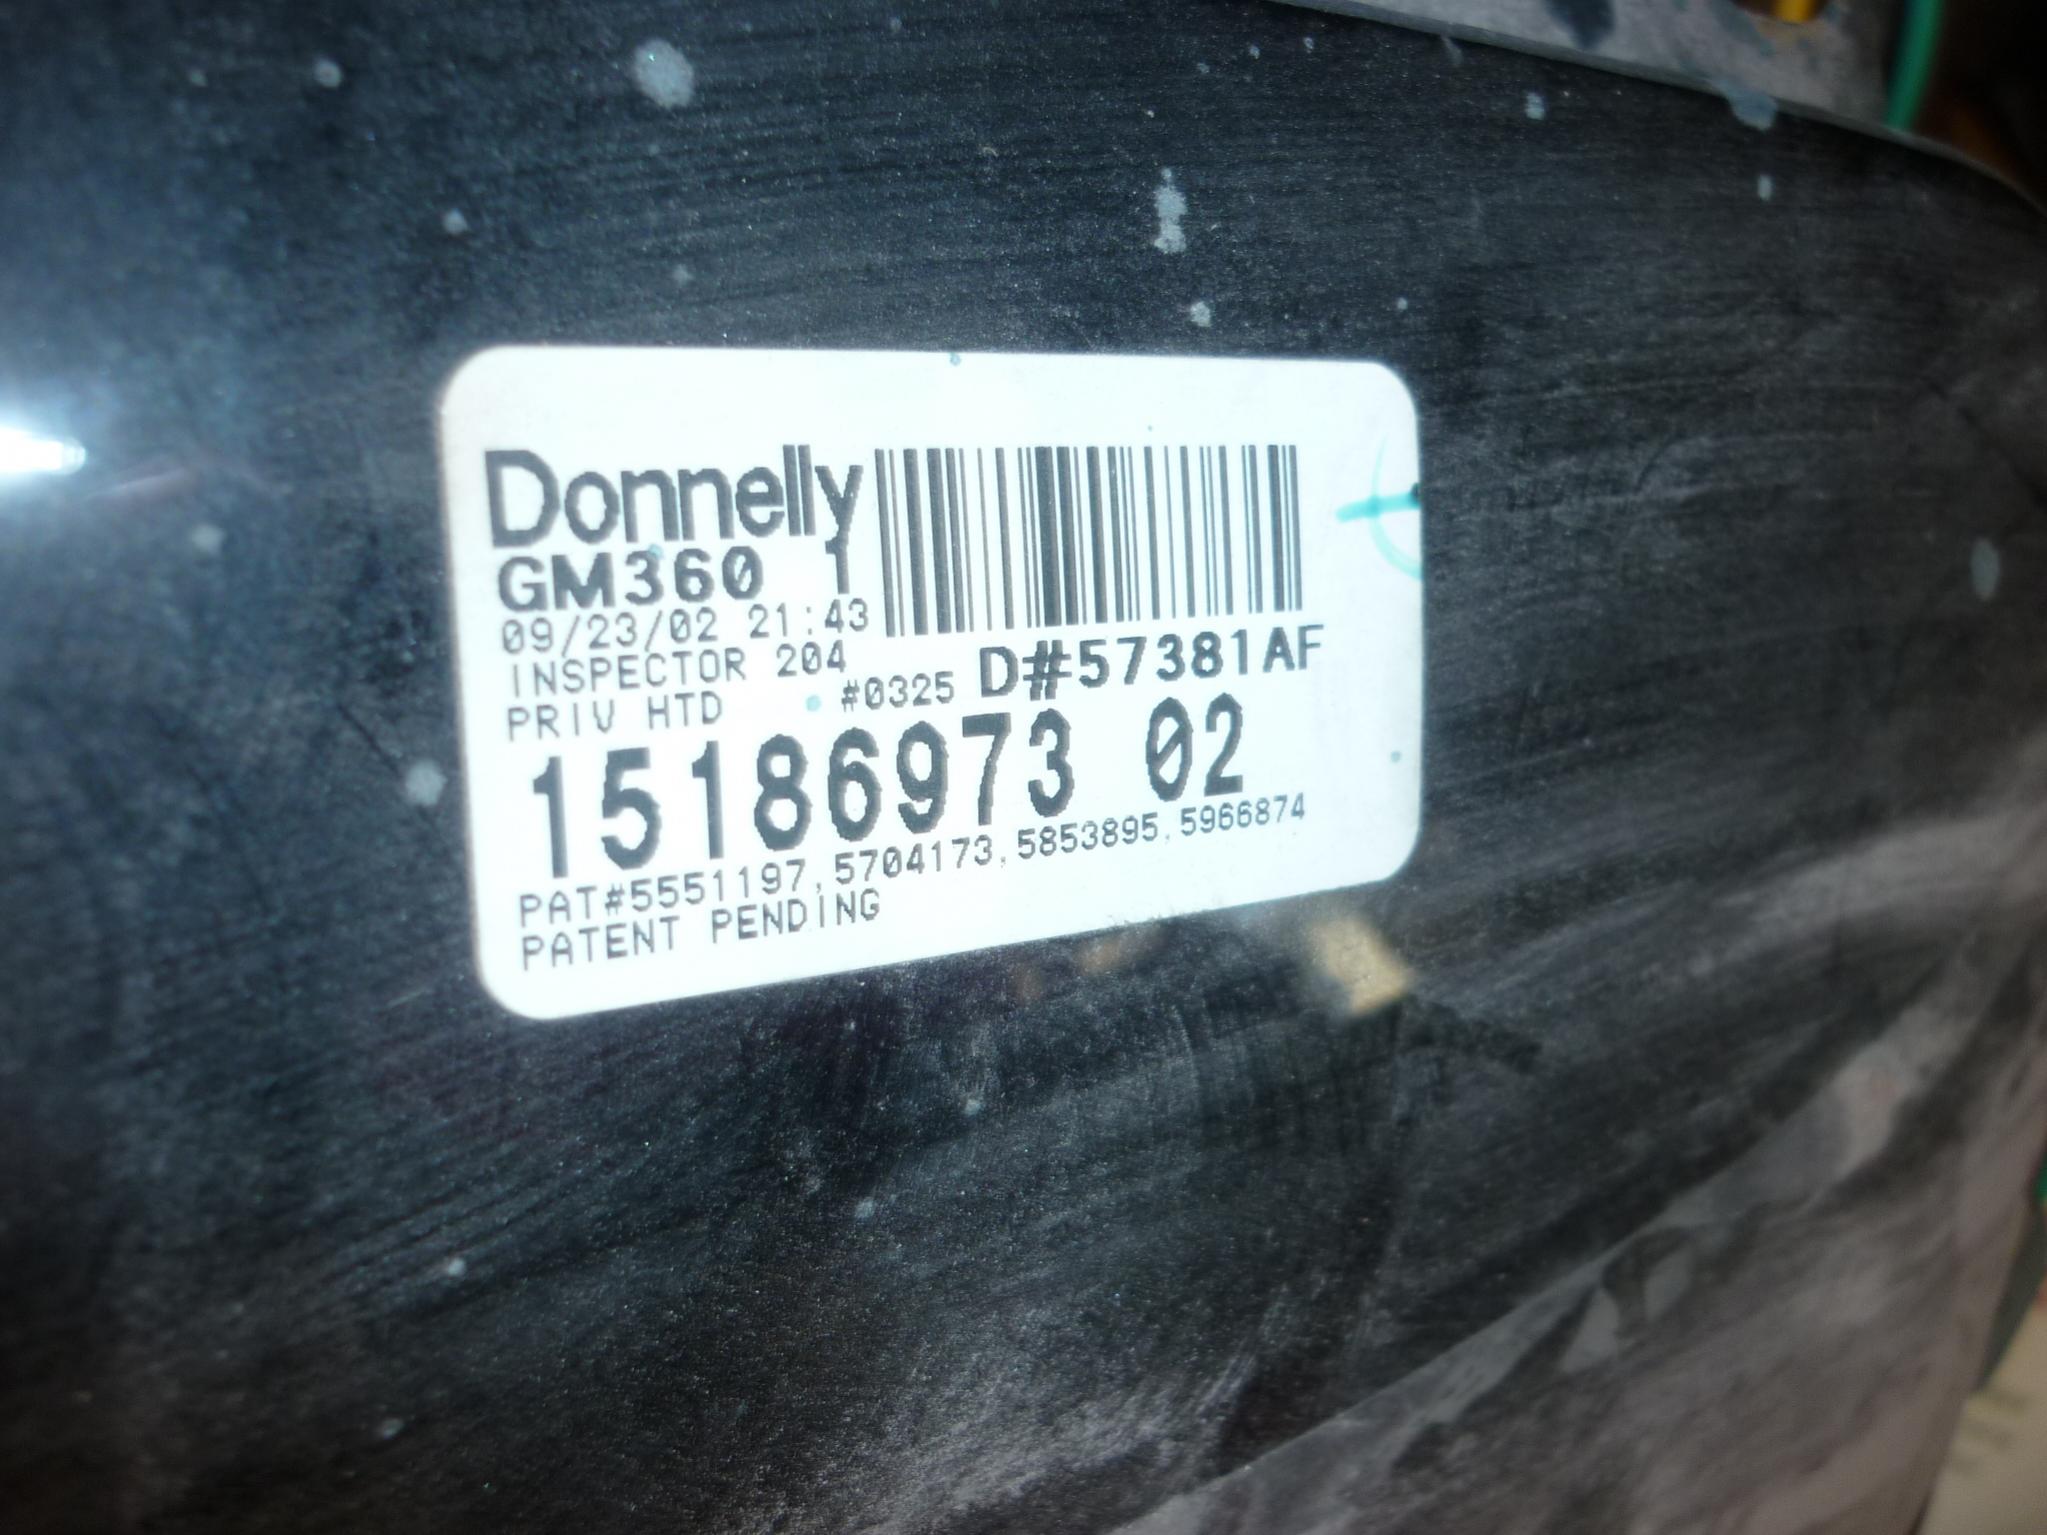 Donnelly
GM360 1
09/23/02 21:43
INSPECTOR 204
PRIV HTD #0325 D#57381AF
15186973 02
PAT#5551197,5704173,5853895,5966874
PATENT PENDING